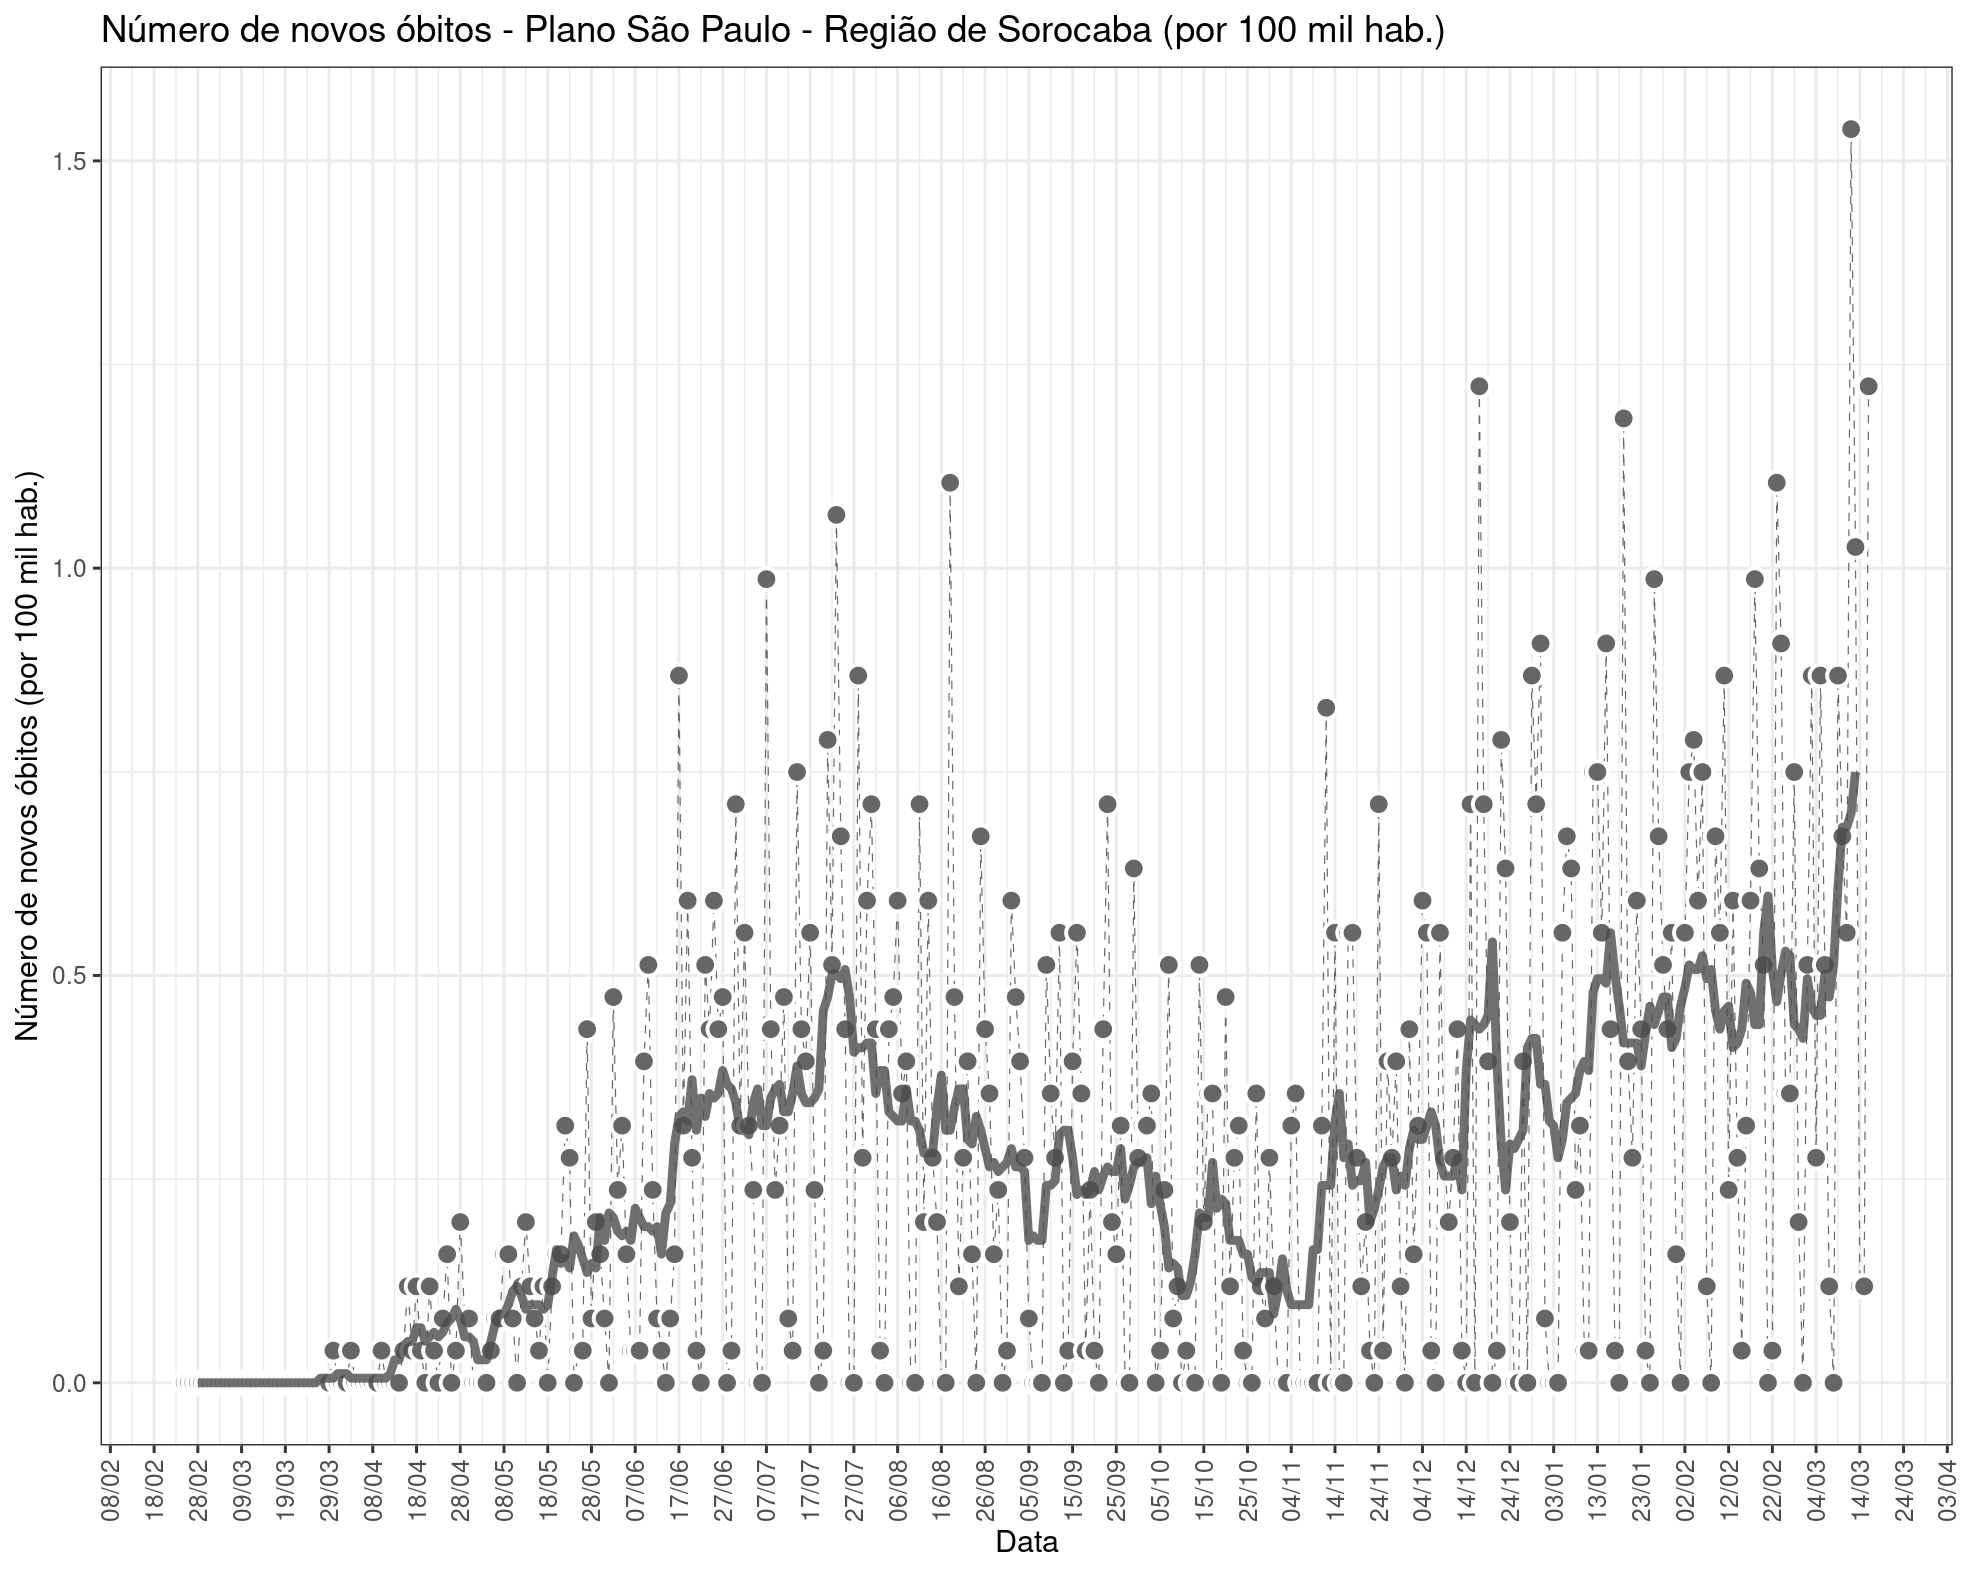 Número de novos óbitos - Plano São Paulo - Região de Sorocaba (por 100 mil hab.)
Número de novos óbitos (por 100 mil hab.)
1.5
1.0
0.5
0.0
08/02 18/02 28/02 09/03 19/03 29/03 08/04 18/04 28/04 08/05 18/05 28/05 07/06 17/06 27/06 07/07 17/07 27/07 06/08 16/08 26/08 05/09 15/09 25/09 05/10 15/10 25/10 04/11 14/11 24/11 04/12 14/12 24/12 03/01 13/01 23/01 02/02 12/02 22/02 04/03 14/03 24/03 03/04
Data